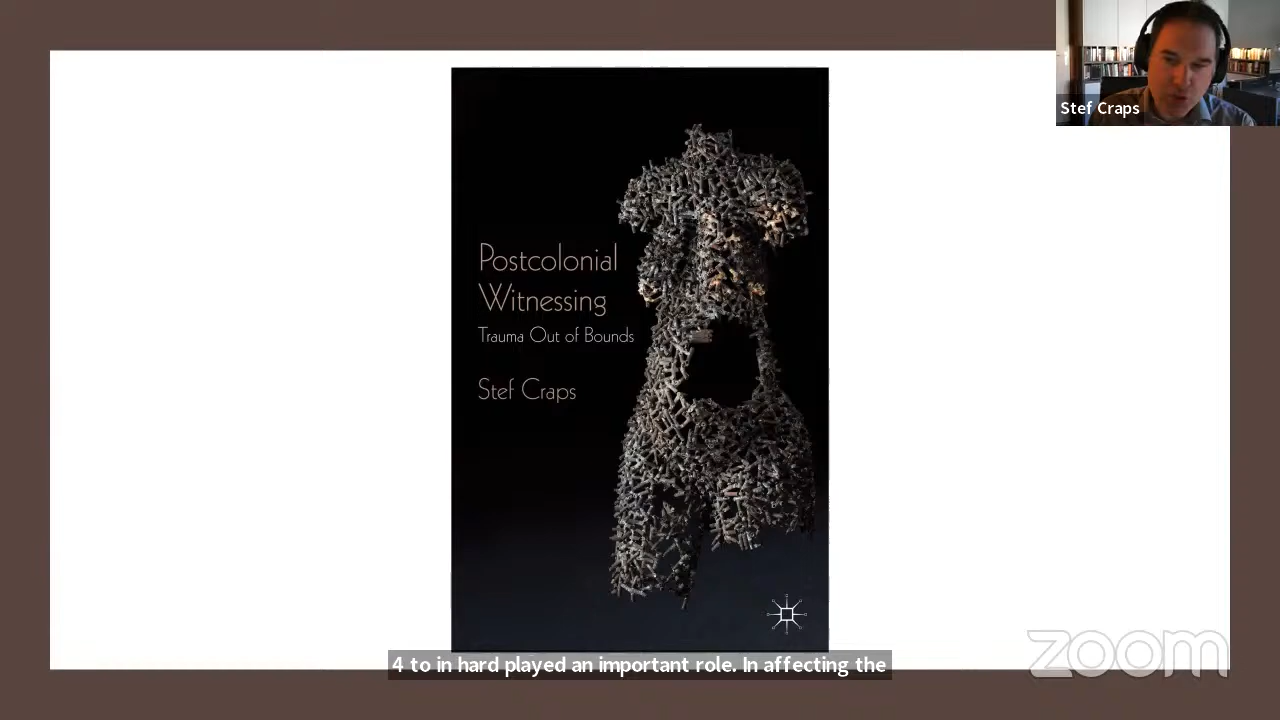 Stef Craps
Postcolonial
Witnessing
Trauma Out of Bounds
Stef Craps
4 to in hard played an important role. In affecting the
zoom